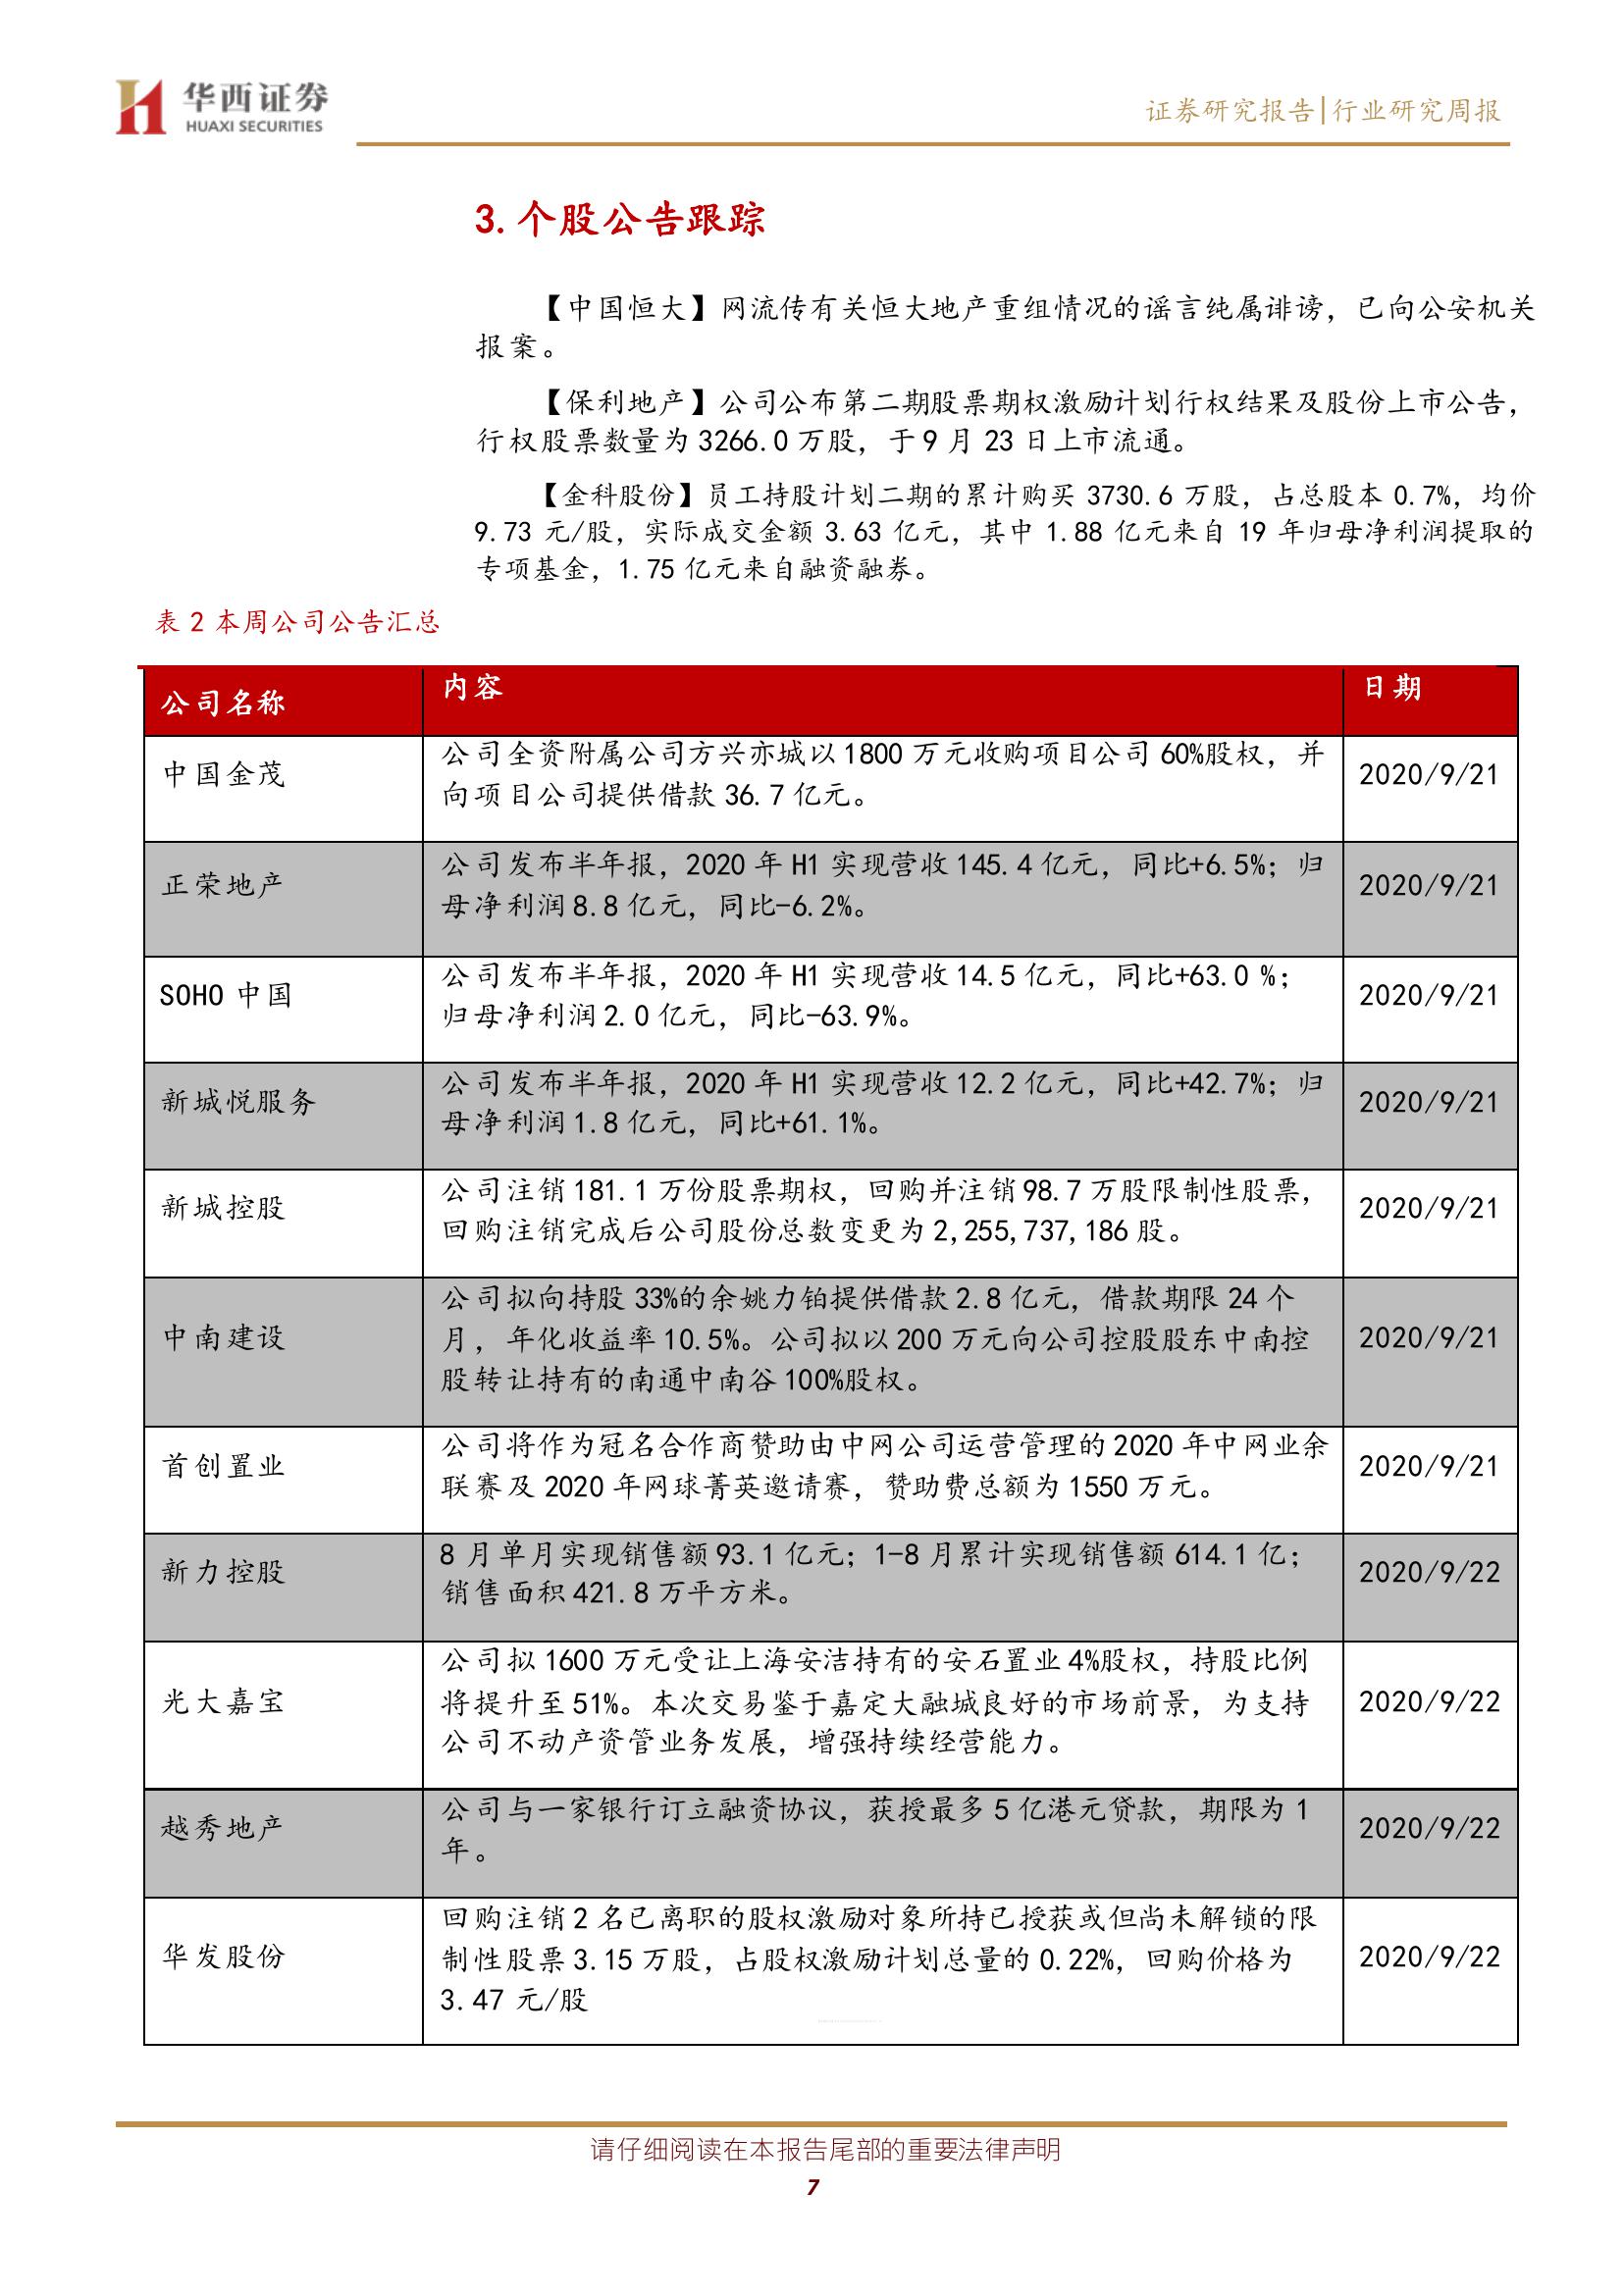 华西证券
HUAXI SECURITIES
证券研究报告|行业研究周报
3. 个股公告跟踪
【中国恒大】网流传有关恒大地产重组情况的谣言纯属诽谤，已向公安机关
报案。
【保利地产】公司公布第二期股票期权激励计划行权结果及股份上市公告，
行权股票数量为 3266.0 万股，于 9 月 23 日上市流通。
【金科股份】员工持股计划二期的累计购买 3730.6 万股，占总股本 0.7%，均价
9.73 元/股，实际成交金额 3.63 亿元，其中 1.88 亿元来自 19 年归母净利润提取的
专项基金，1.75 亿元来自融资融券。
表 2 本周公司公告汇总
公司名称 内容 日期
中国金茂 2020/9/21
公司全资附属公司方兴亦城以 1800 万元收购项目公司 60%股权，并
向项目公司提供借款 36.7 亿元。
正荣地产 2020/9/21
公司发布半年报，2020 年 H1 实现营收 145.4 亿元，同比+6.5%；归
母净利润 8.8 亿元，同比-6.2%。
SOHO 中国 2020/9/21
公司发布半年报，2020 年 H1 实现营收 14.5 亿元，同比+63.0 %；
归母净利润 2.0 亿元，同比-63.9%。
新城悦服务 2020/9/21
公司发布半年报，2020 年 H1 实现营收 12.2 亿元，同比+42.7%；归
母净利润 1.8 亿元，同比+61.1%。
新城控股 2020/9/21
公司注销 181.1 万份股票期权，回购并注销 98.7 万股限制性股票，
回购注销完成后公司股份总数变更为 2,255,737,186 股。
中南建设 2020/9/21
公司拟向持股 33%的余姚力铂提供借款 2.8 亿元，借款期限 24 个
月，年化收益率 10.5%。公司拟以 200 万元向公司控股股东中南控
股转让持有的南通中南谷 100%股权。
首创置业 2020/9/21
公司将作为冠名合作商赞助由中网公司运营管理的 2020 年中网业余
联赛及 2020 年网球菁英邀请赛，赞助费总额为 1550 万元。
新力控股 2020/9/22
8 月单月实现销售额 93.1 亿元；1-8 月累计实现销售额 614.1 亿；
销售面积 421.8 万平方米。
光大嘉宝 2020/9/22
公司拟 1600 万元受让上海安洁持有的安石置业 4%股权，持股比例
将提升至 51%。本次交易鉴于嘉定大融城良好的市场前景，为支持
公司不动产资管业务发展，增强持续经营能力。
越秀地产 2020/9/22
公司与一家银行订立融资协议，获授最多 5 亿港元贷款，期限为 1
年。
华发股份 2020/9/22
回购注销 2 名已离职的股权激励对象所持已授获或但尚未解锁的限
制性股票 3.15 万股，占股权激励计划总量的 0.22%，回购价格为
3.47 元/股
请仔细阅读在本报告尾部的重要法律声明
7